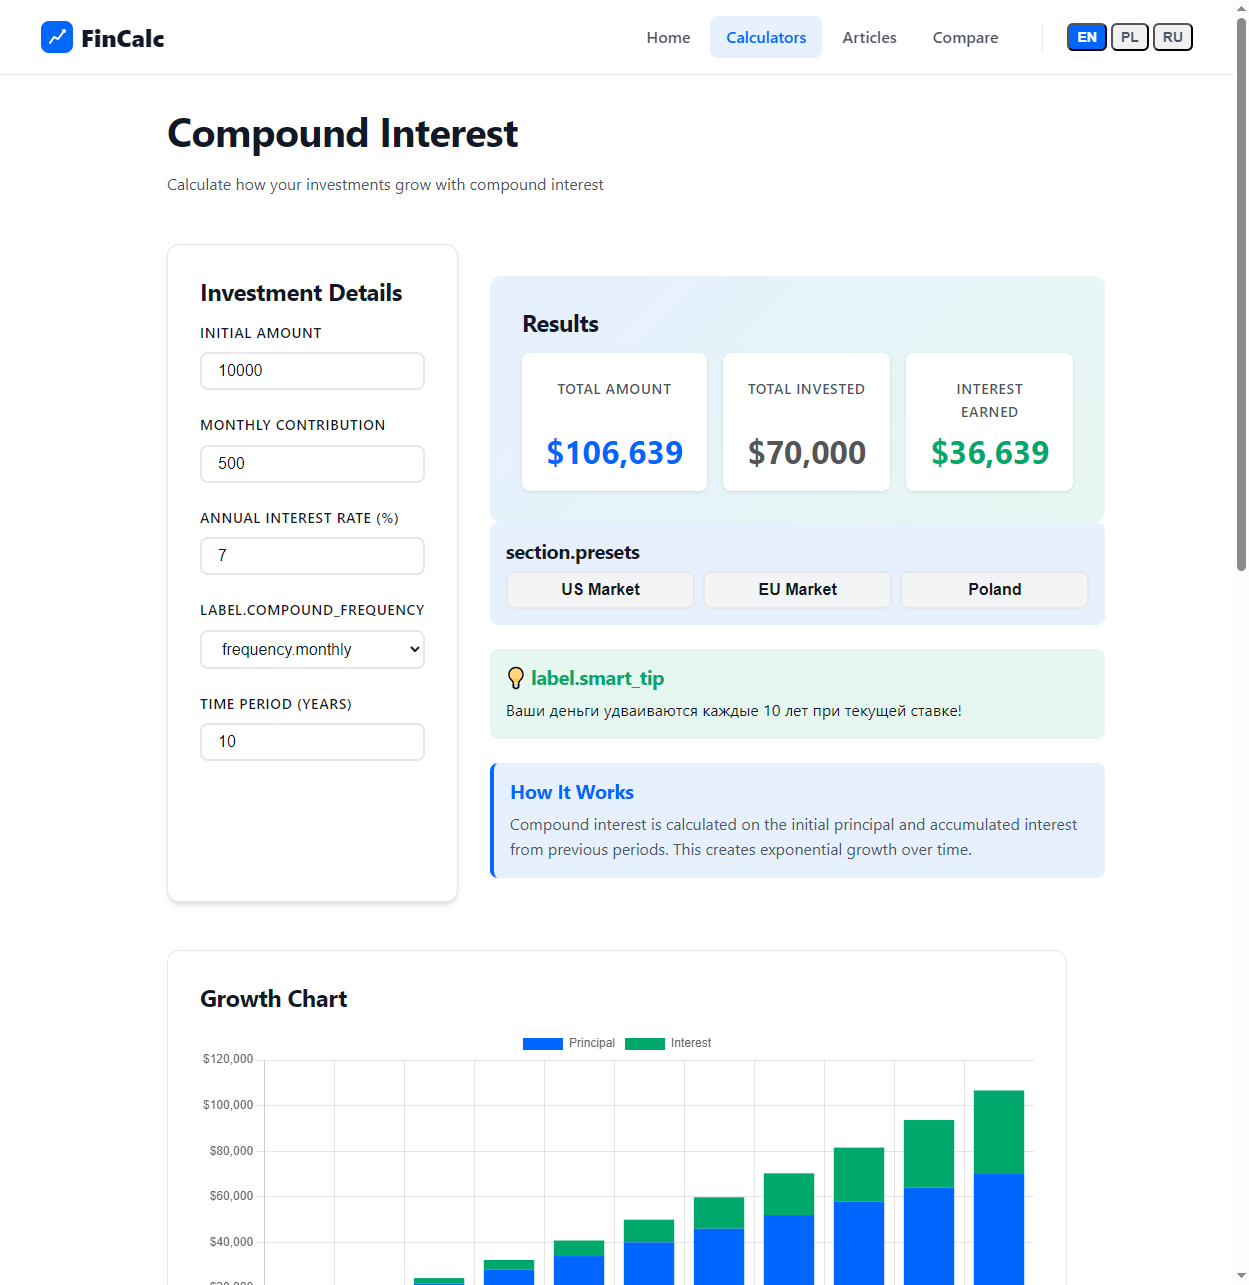 FinCalc
Home
Calculators
Articles
Compare
EN
PL
RU
Compound Interest
Calculate how your investments grow with compound interest
Investment Details
INITIAL AMOUNT
10000
MONTHLY CONTRIBUTION
500
ANNUAL INTEREST RATE (%)
7
LABEL.COMPOUND_FREQUENCY
frequency.monthly
TIME PERIOD (YEARS)
10
Results
TOTAL AMOUNT
$106,639
TOTAL INVESTED
$70,000
INTEREST
EARNED
$36,639
section.presets
US Market
EU Market
Poland
label.smart_tip
Ваши деньги удваиваются каждые 10 лет при текущей ставке!
How It Works
Compound interest is calculated on the initial principal and accumulated interest
from previous periods. This creates exponential growth over time.
Growth Chart
Principal
Interest
$120,000
$100,000
$80,000
$60,000
$40,000